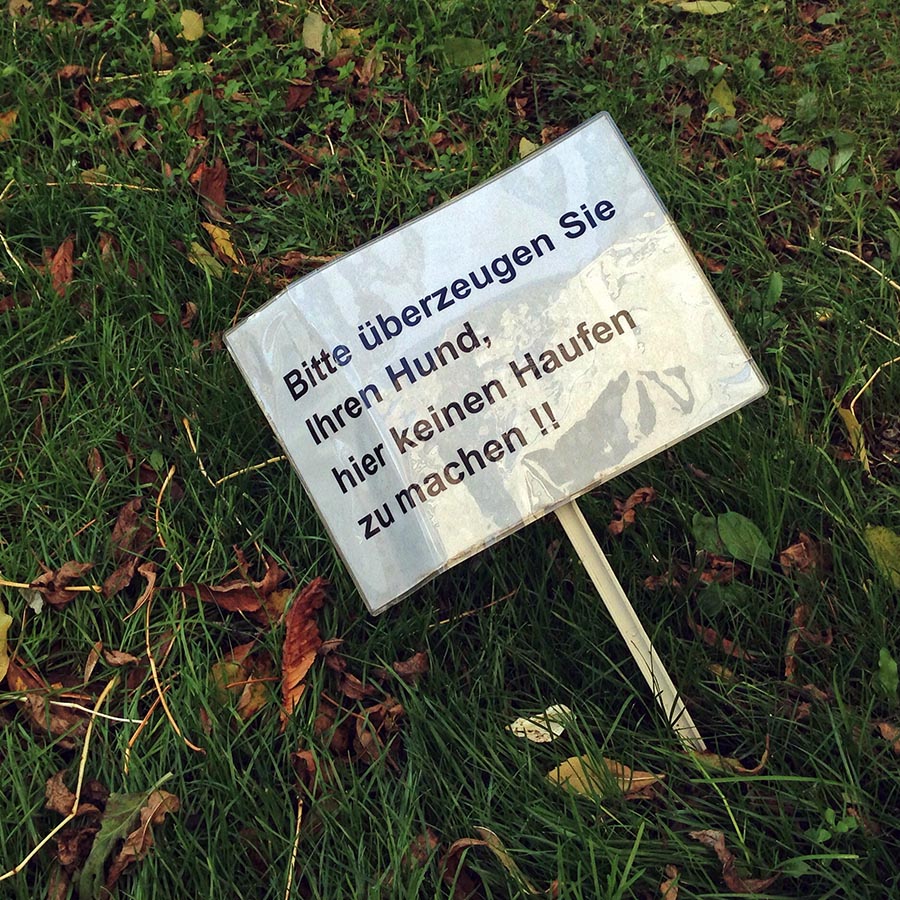 Bitte überzeugen Sie
Ihren Hund,
hier keinen Haufen
zu machen !!